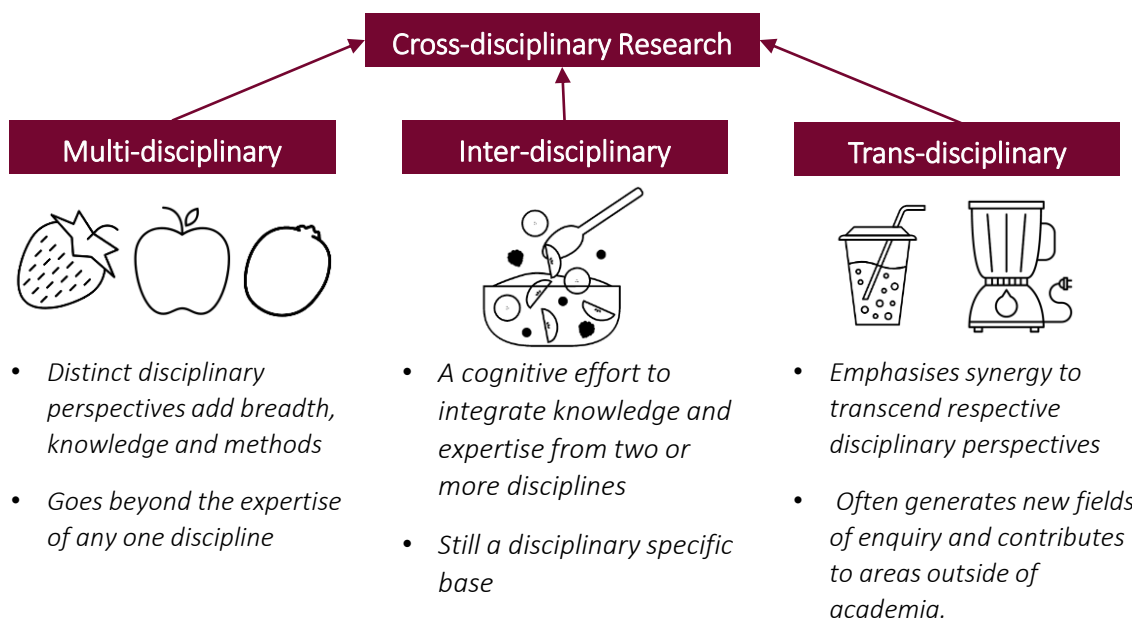 Cross-disciplinary Research
Multi-disciplinary
Inter-disciplinary
Trans-disciplinary
• Distinct disciplinary
perspectives add breadth,
knowledge and methods
• Goes beyond the expertise
of any one discipline
• A cognitive effort to
integrate knowledge and
expertise from two or
more disciplines
• Still a disciplinary specific
base
• Emphasises synergy to
transcend respective
disciplinary perspectives
• Often generates new fields
of enquiry and contributes
to areas outside of
academia.